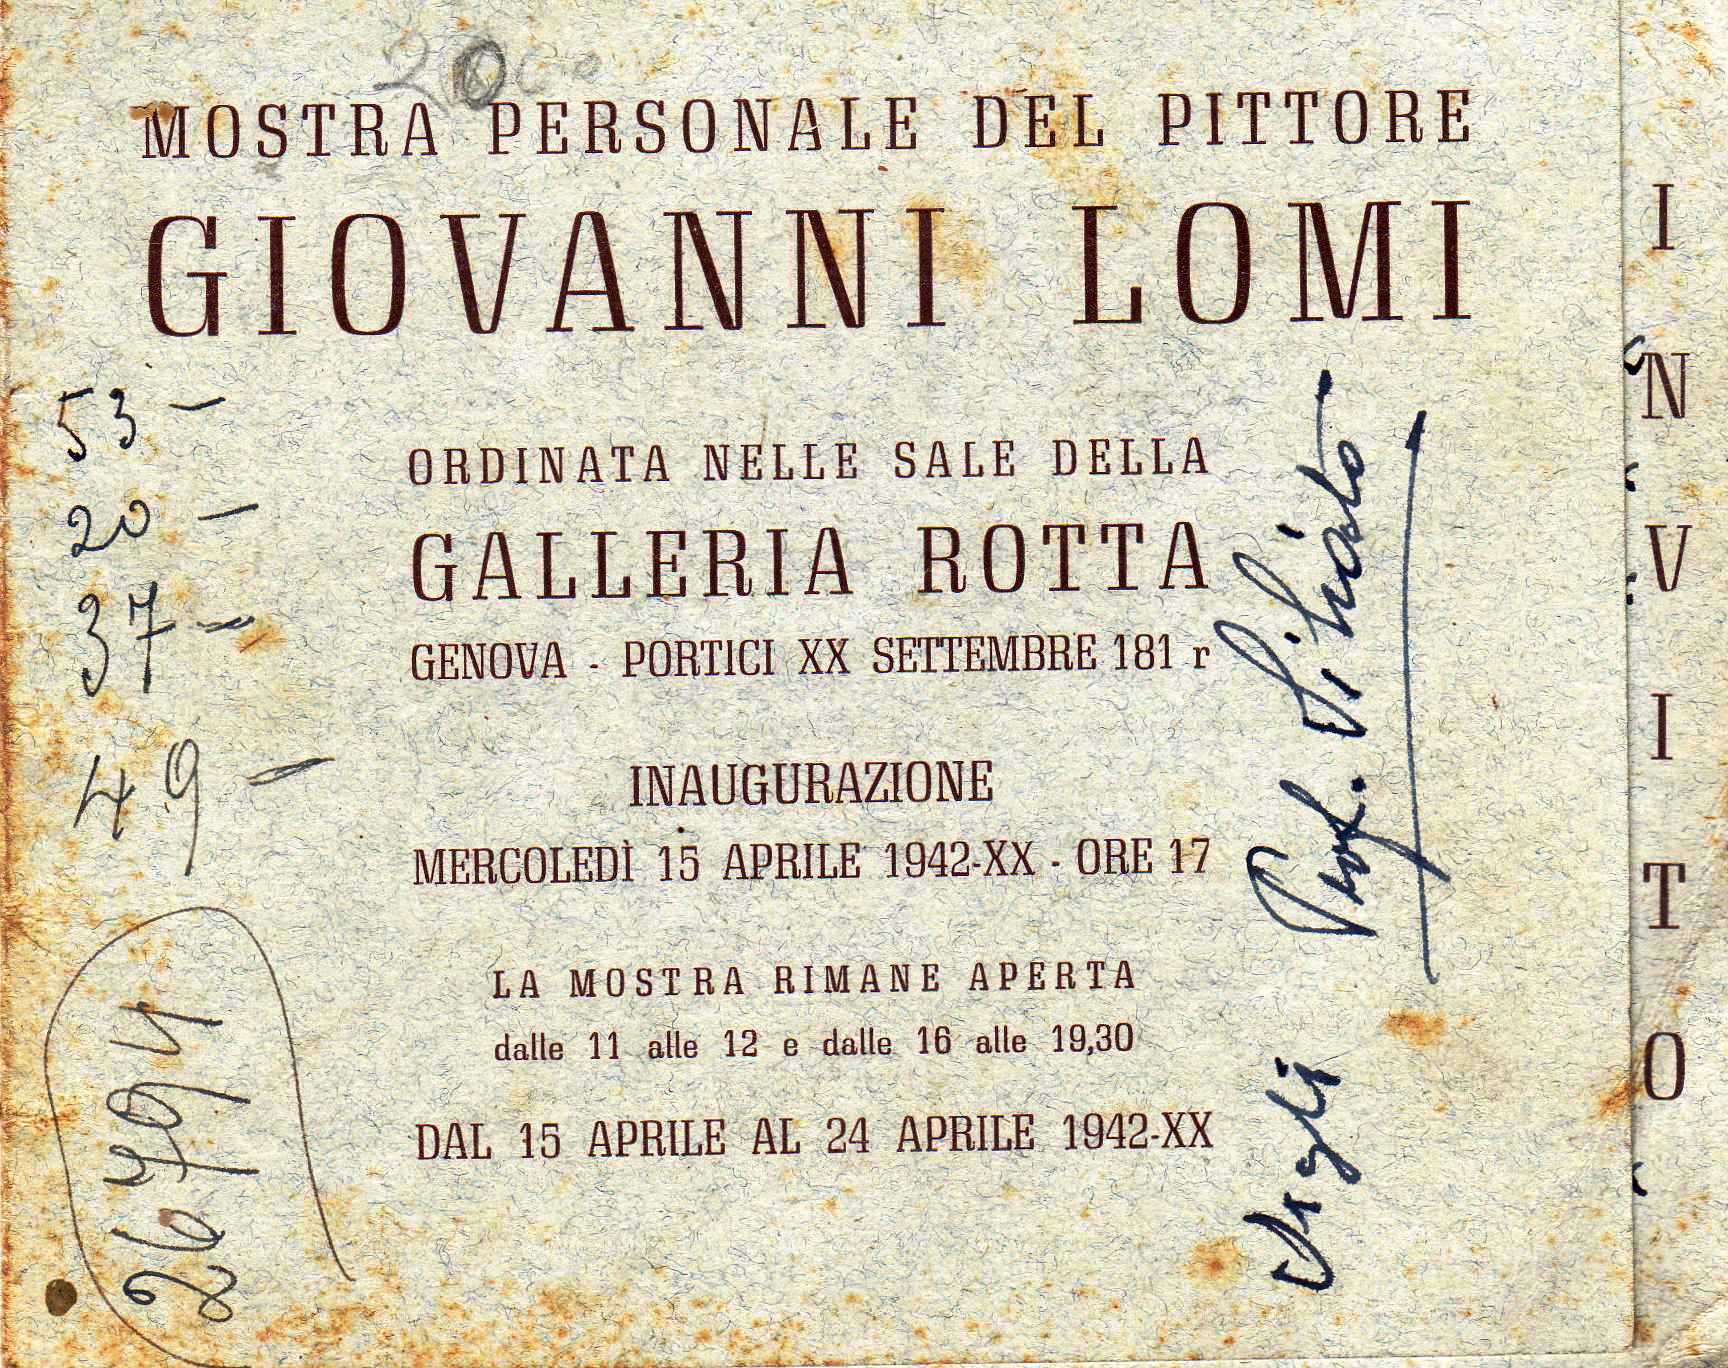 MOSTRA PERSONALE DEL PITTORE
GIOVANNI LOMI
ORDINATA NELLE SALE DELLA
GALLERIA ROTTA
GENOVA - PORTICI XX SETTEMBRE 181 r
INAUGURAZIONE
MERCOLEDÌ 15 APRILE 1942-XX - ORE 17
LA MOSTRA RIMANE APERTA
dalle 11 alle 12 e dalle 16 alle 19,30
DAL 15 APRILE AL 24 APRILE 1942-XX
53 -
20 -
37 -
49 -
Prof.
INVITO